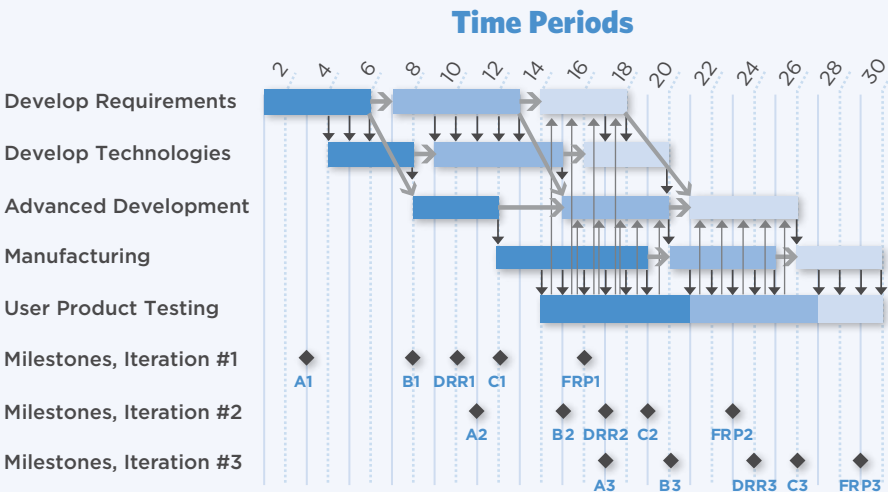 Time Periods
2 4 6 8 10 12 14 16 18 20 22 24 26 28 30
Develop Requirements
Develop Technologies
Advanced Development
Manufacturing
User Product Testing
Milestones, Iteration #1
A1 B1 DRR1 C1 FRP1
Milestones, Iteration #2
A2 B2 DRR2 C2 FRP2
Milestones, Iteration #3
A3 B3 DRR3 C3 FRP3